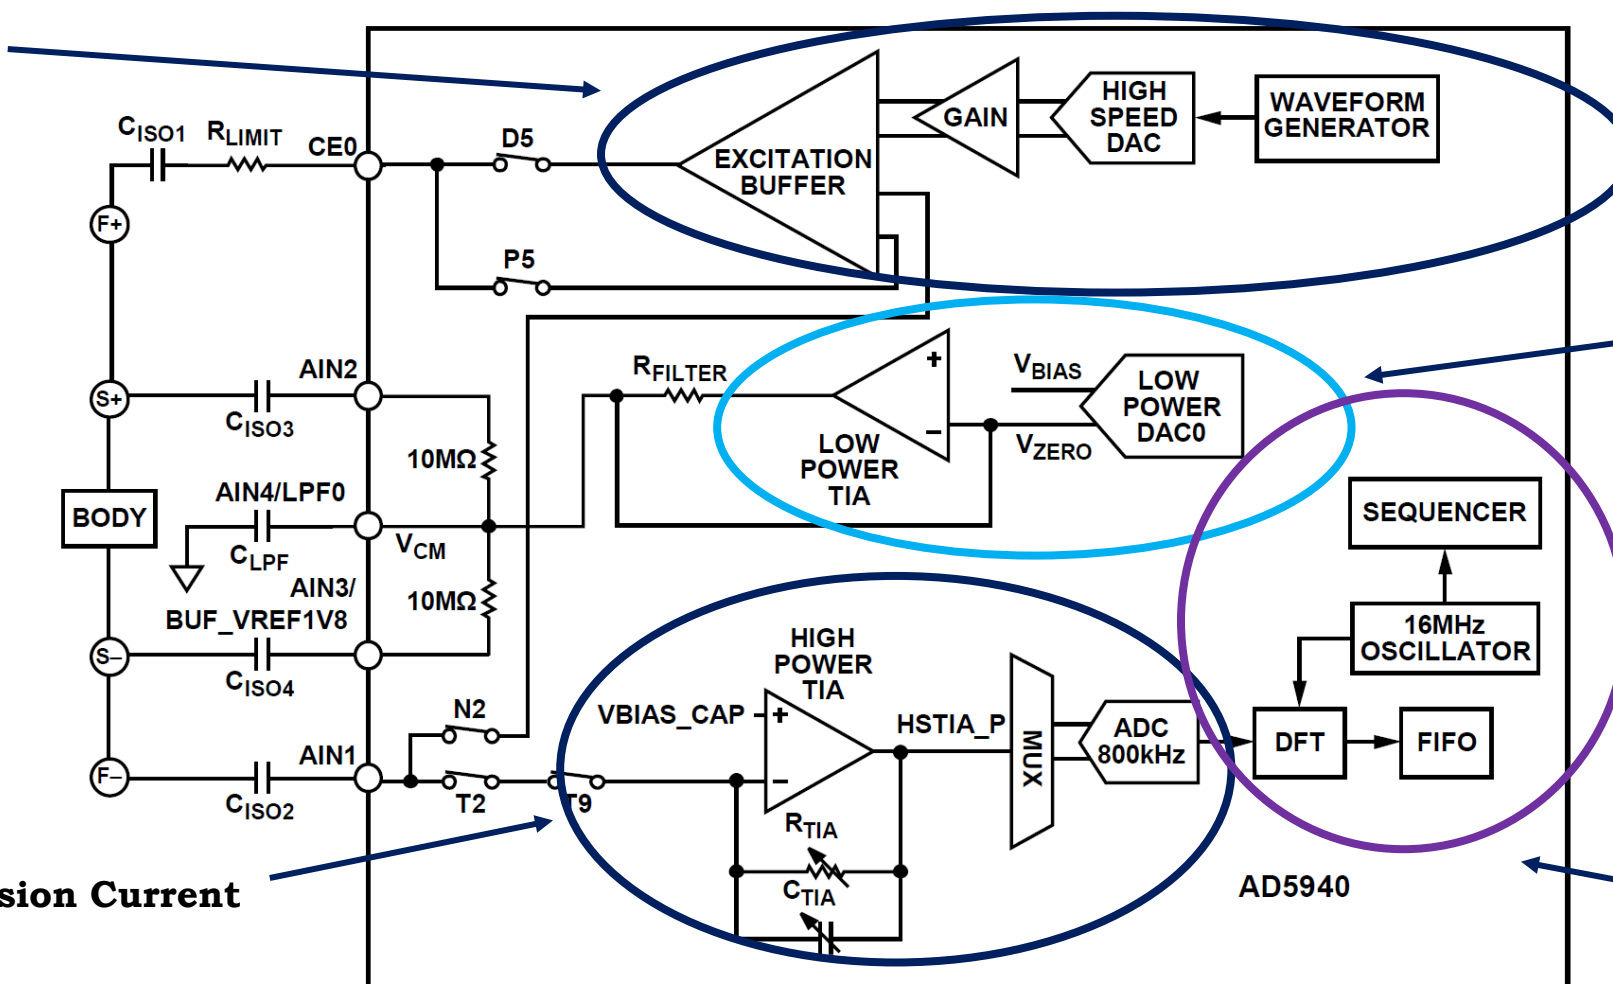 CISO1
RLIMIT
CE0
D5
EXCITATION
BUFFER
GAIN
HIGH
SPEED
DAC
WAVEFORM
GENERATOR
F+
P5
AIN2
S+
CISO3
10MΩ
RFILTER
+
−
LOW
POWER
TIA
VBIAS
VZERO
LOW
POWER
DAC0
BODY
AIN4/LPF0
CLPF
VCM
AIN3/
BUF_VREF1V8
10MΩ
S−
CISO4
SEQUENCER
16MHz
OSCILLATOR
HIGH
POWER
TIA
N2
VBIAS_CAP
+
−
HSTIA_P
MUX
ADC
800kHz
DFT
FIFO
AIN1
F−
CISO2
T2
T9
RTIA
CTIA
sion Current
AD5940